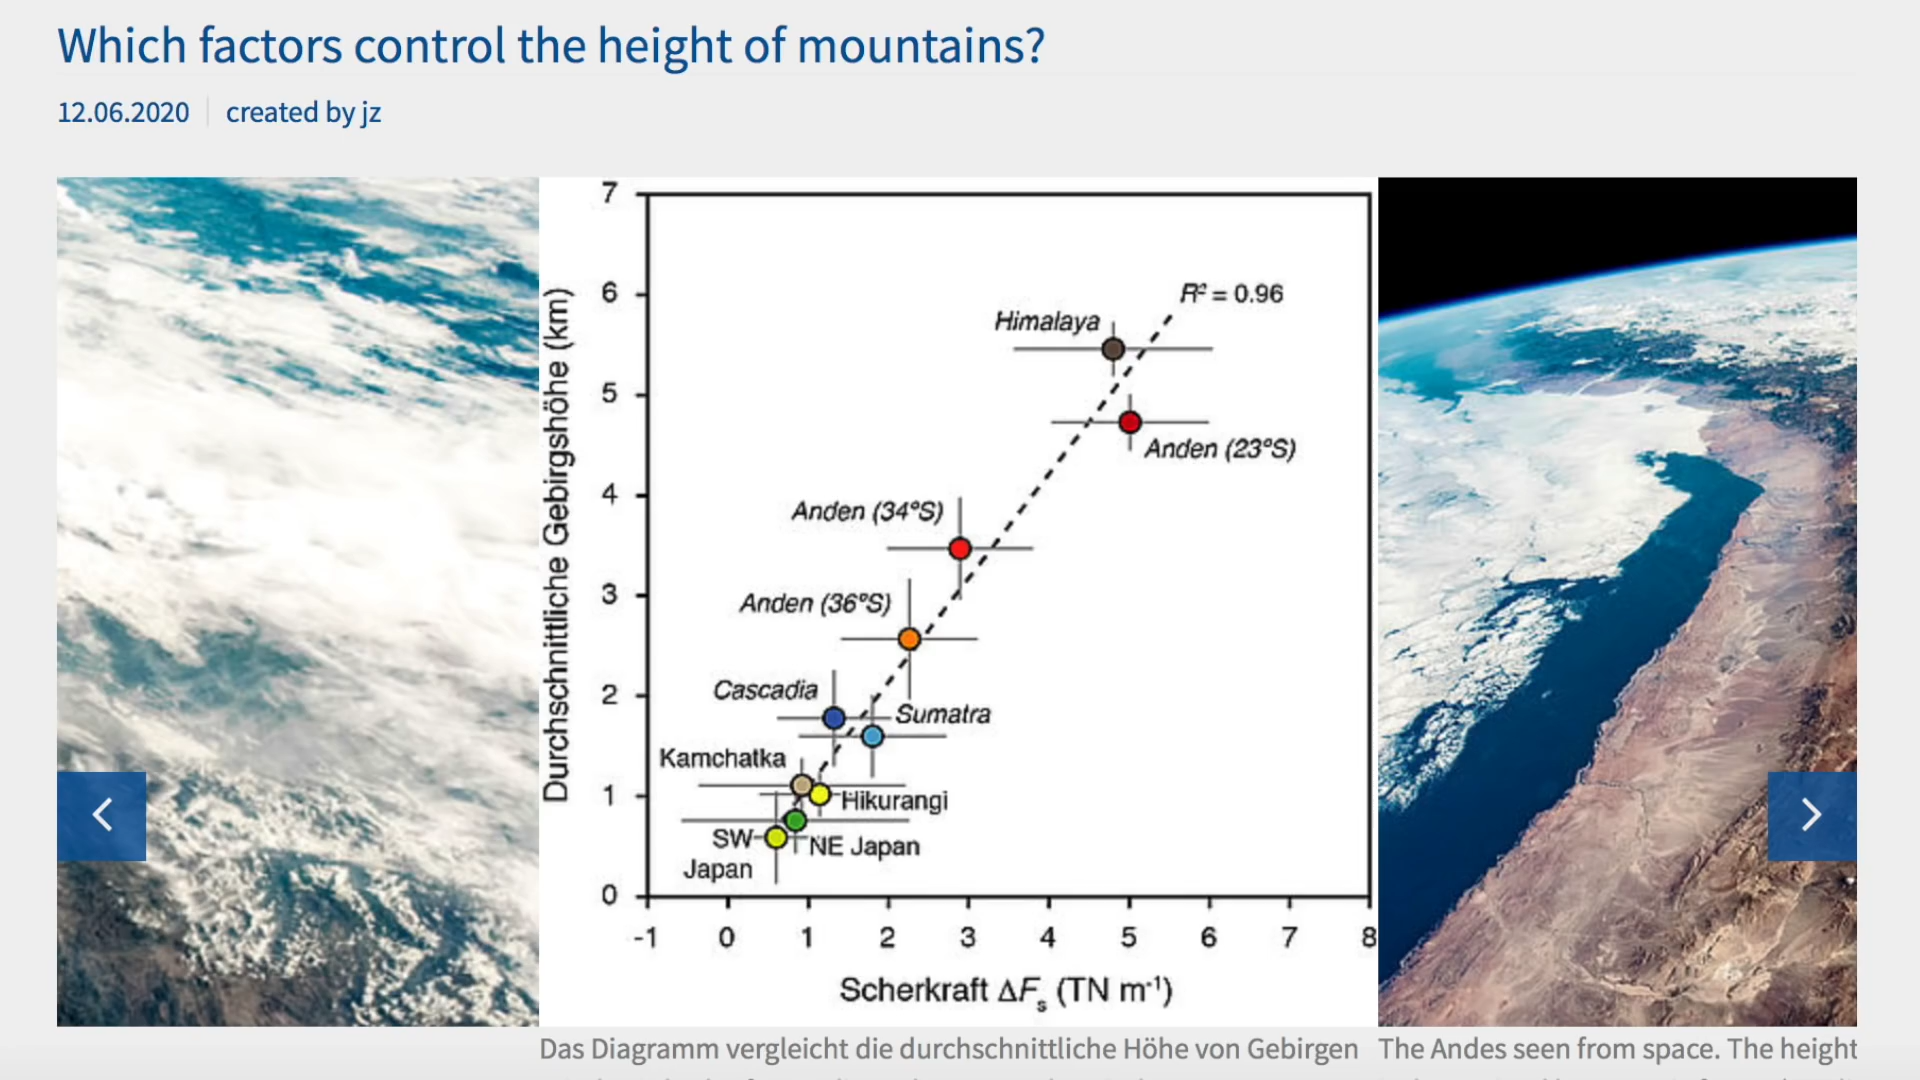 Which factors control the height of mountains?
12.06.2020 created by jz
7
6
5
4
3
2
1
0
Durchschnittliche Gebirgshöhe (km)
R² = 0.96
Himalaya
Anden (23°S)
Anden (34°S)
Anden (36°S)
Cascadia
Sumatra
Kamchatka
Hikurangi
SW
Japan
NE Japan
-1 0 1 2 3 4 5 6 7 8
Scherkraft ΔFs (TN m-1)
Das Diagramm vergleicht die durchschnittliche Höhe von Gebirgen
The Andes seen from space. The height